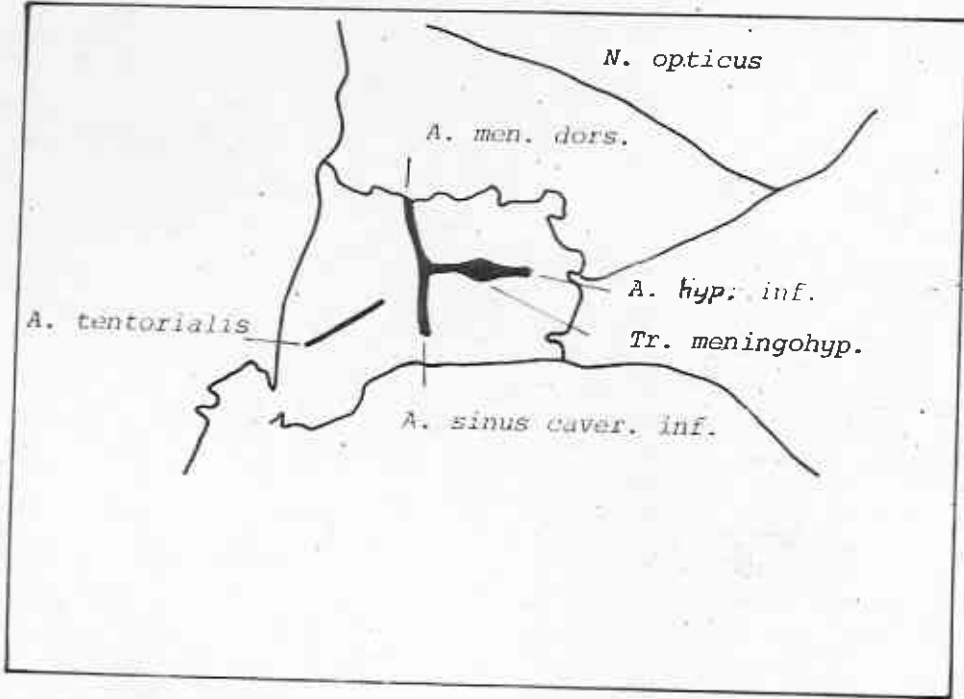 N. opticus
A. men. dors.
A. hyp. inf.
A. tentorialis
Tr. meningohyp.
A. sinus caver. inf.